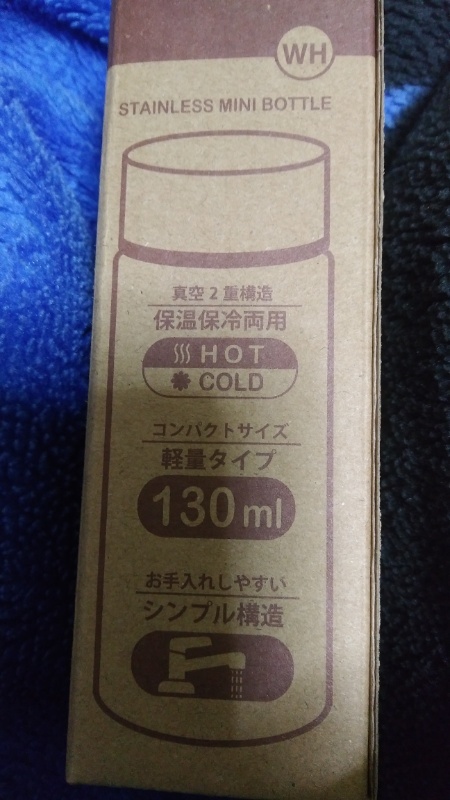 WH
STAINLESS MINI BOTTLE
真空2重構造
保温保冷両用
HOT
COLD
コンパクトサイズ
軽量タイプ
130ml
お手入れしやすい
シンプル構造